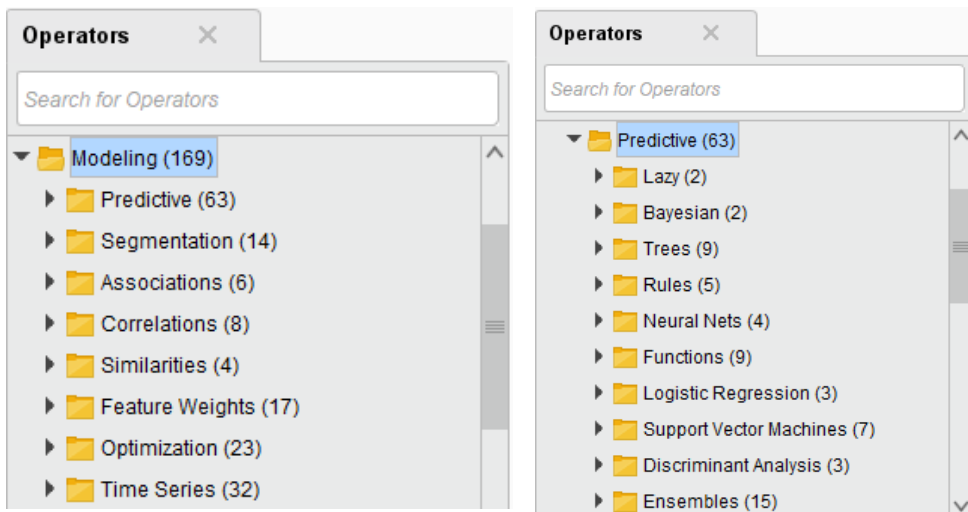 Operators
Search for Operators
Modeling (169)
Predictive (63)
Segmentation (14)
Associations (6)
Correlations (8)
Similarities (4)
Feature Weights (17)
Optimization (23)
Time Series (32)
Operators
Search for Operators
Predictive (63)
Lazy (2)
Bayesian (2)
Trees (9)
Rules (5)
Neural Nets (4)
Functions (9)
Logistic Regression (3)
Support Vector Machines (7)
Discriminant Analysis (3)
Ensembles (15)